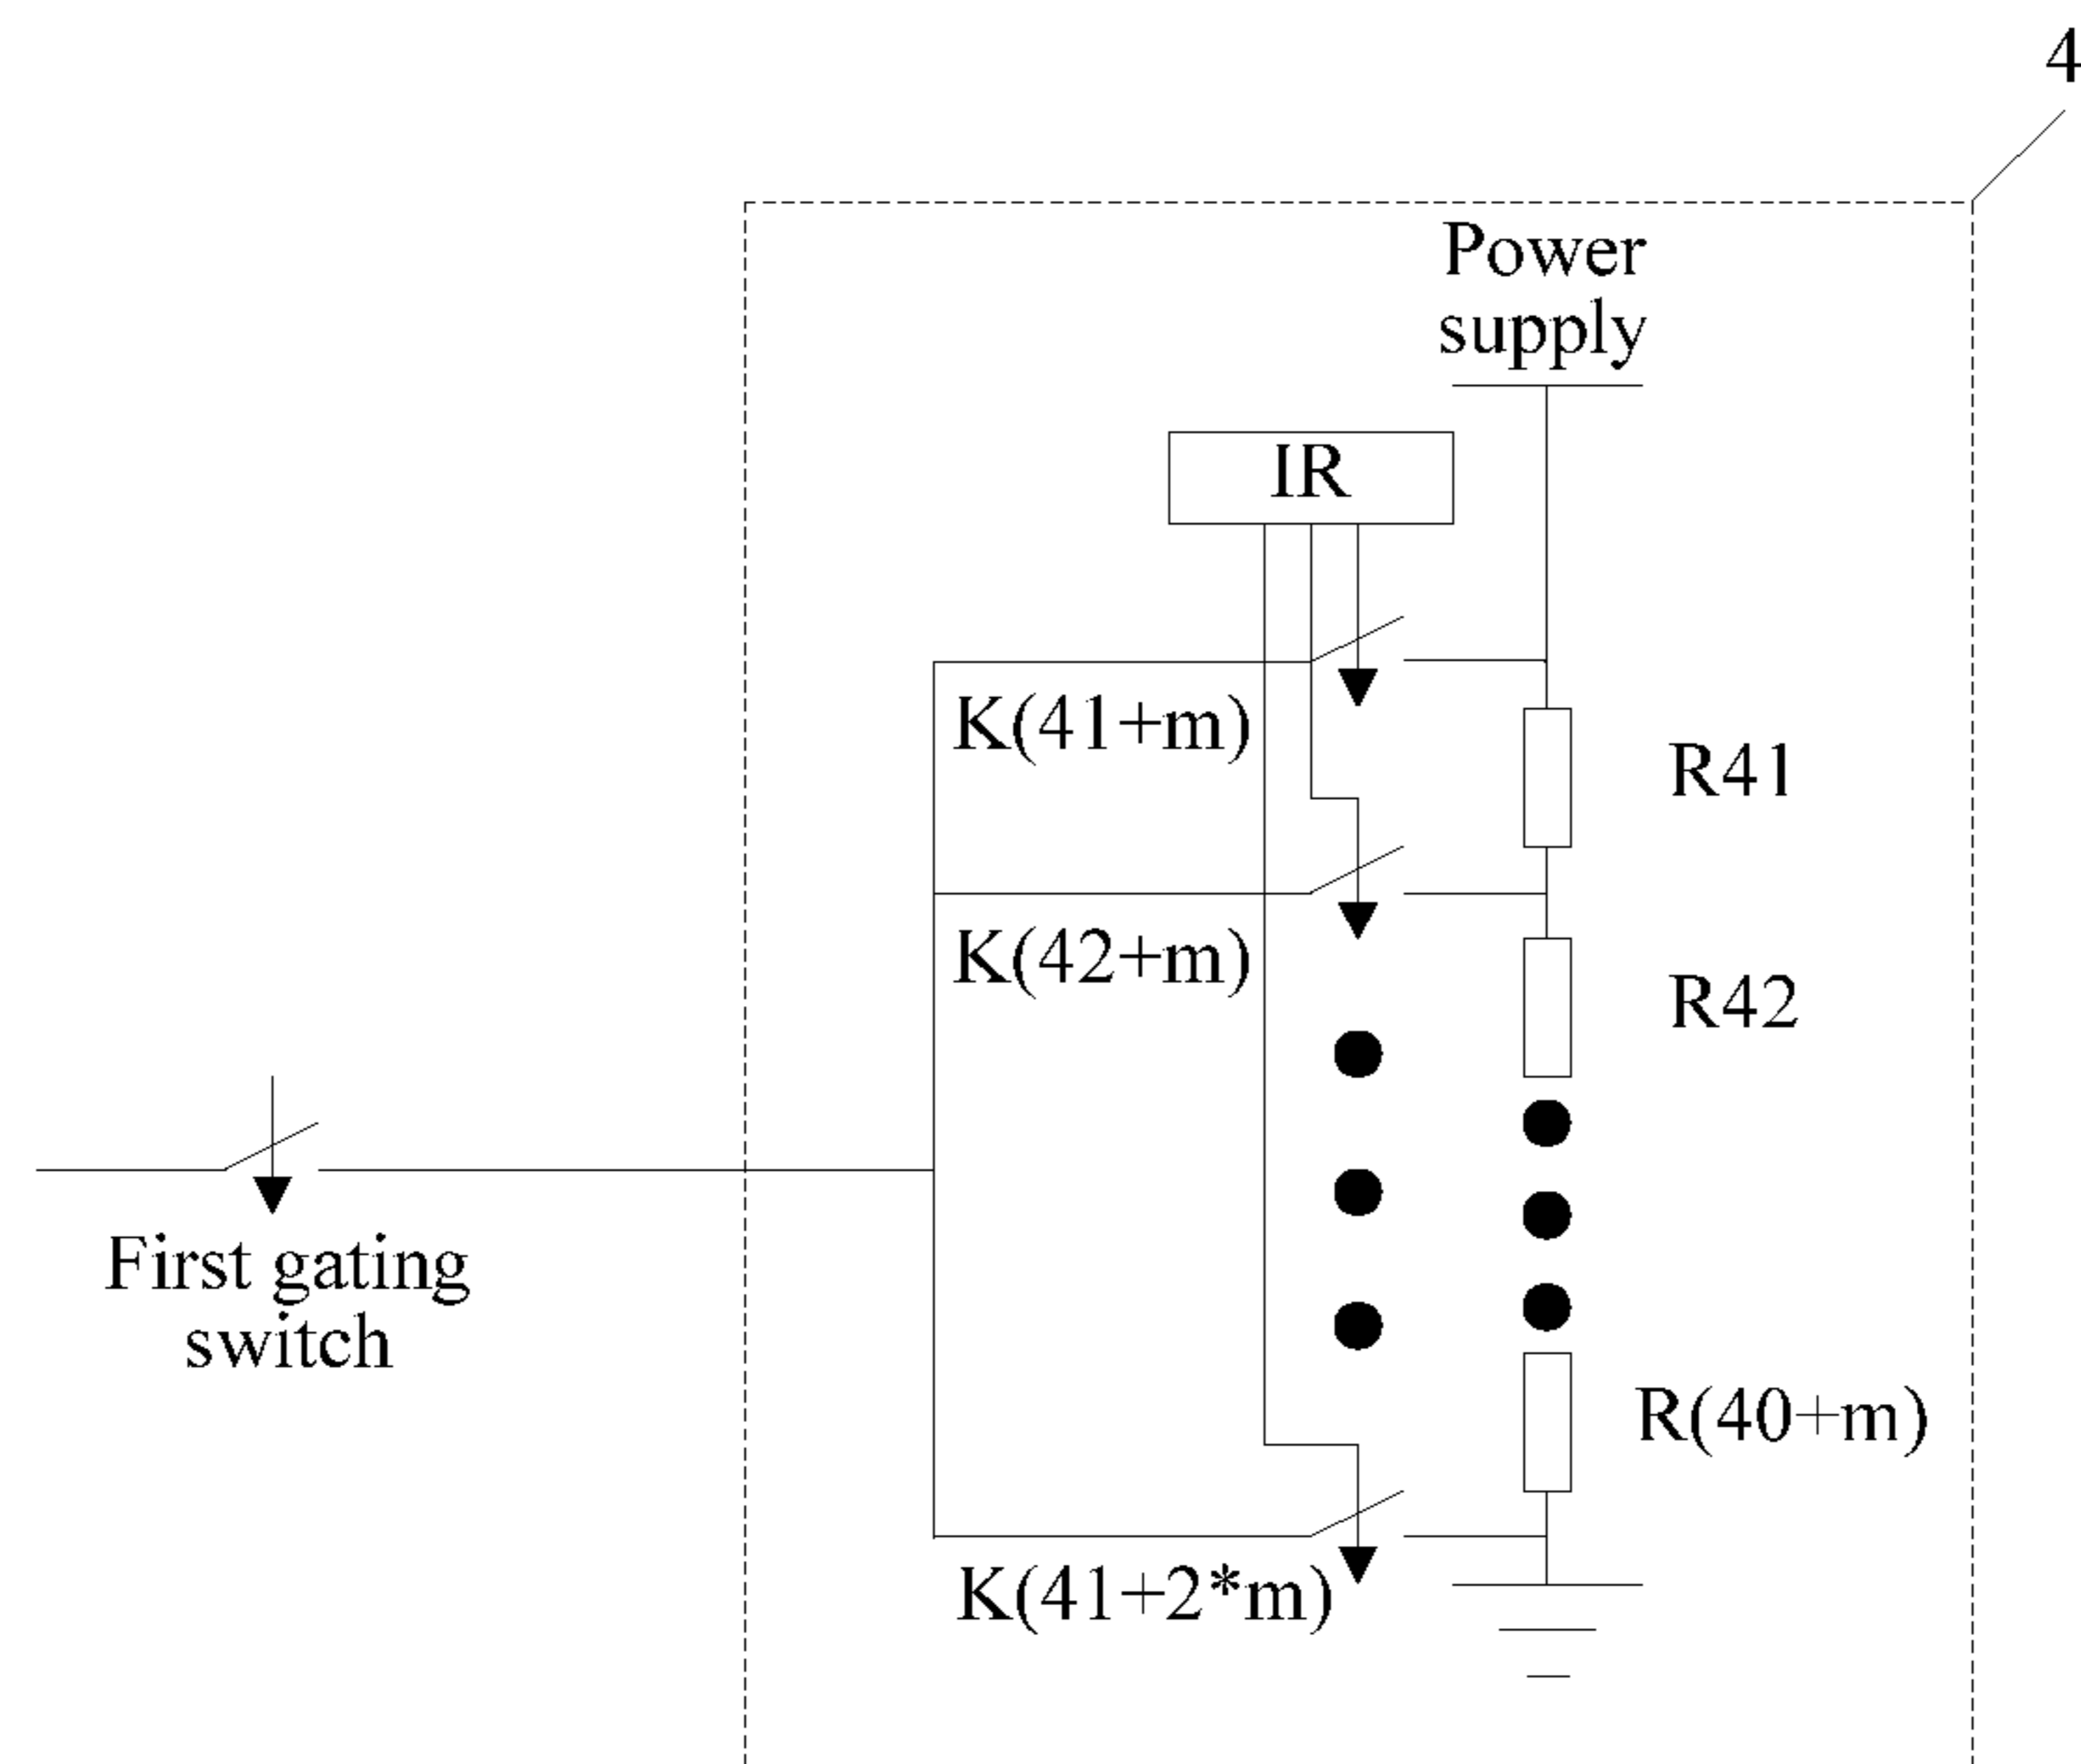 4
Power
supply
IR
K(41+m)
R41
K(42+m)
R42
First gating
switch
R(40+m)
K(41+2*m)